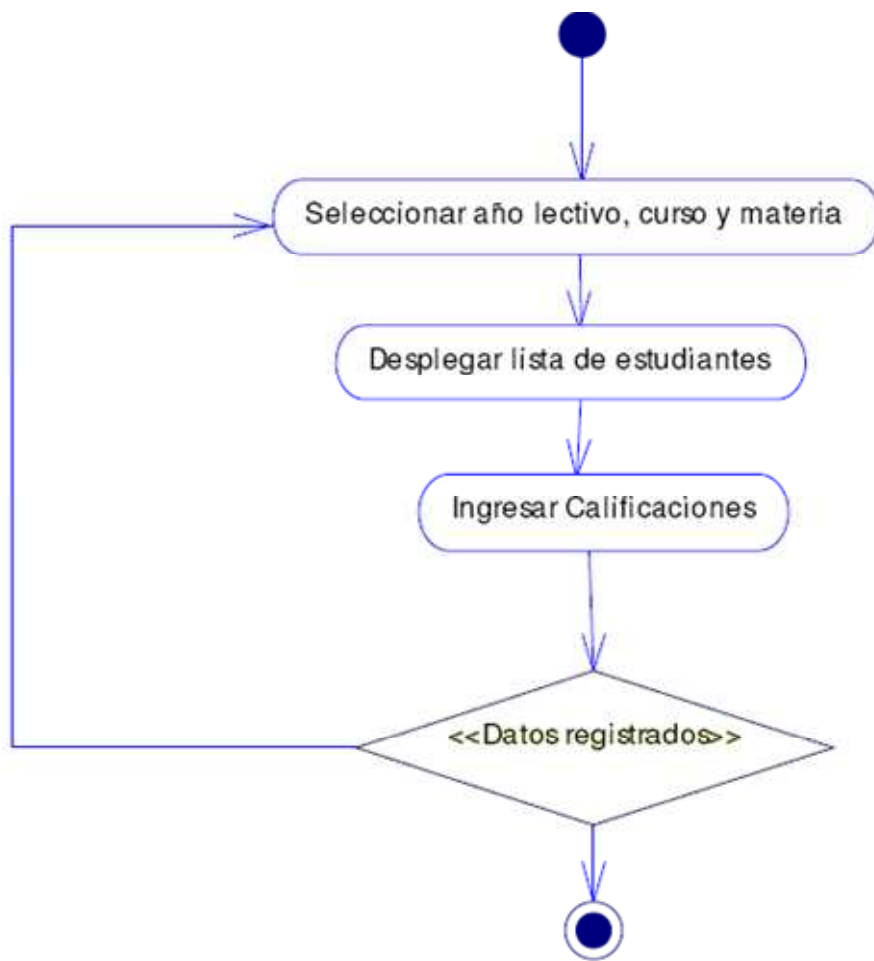 Seleccionar año lectivo, curso y materia
Desplegar lista de estudiantes
Ingresar Calificaciones
<<Datos registrados>>